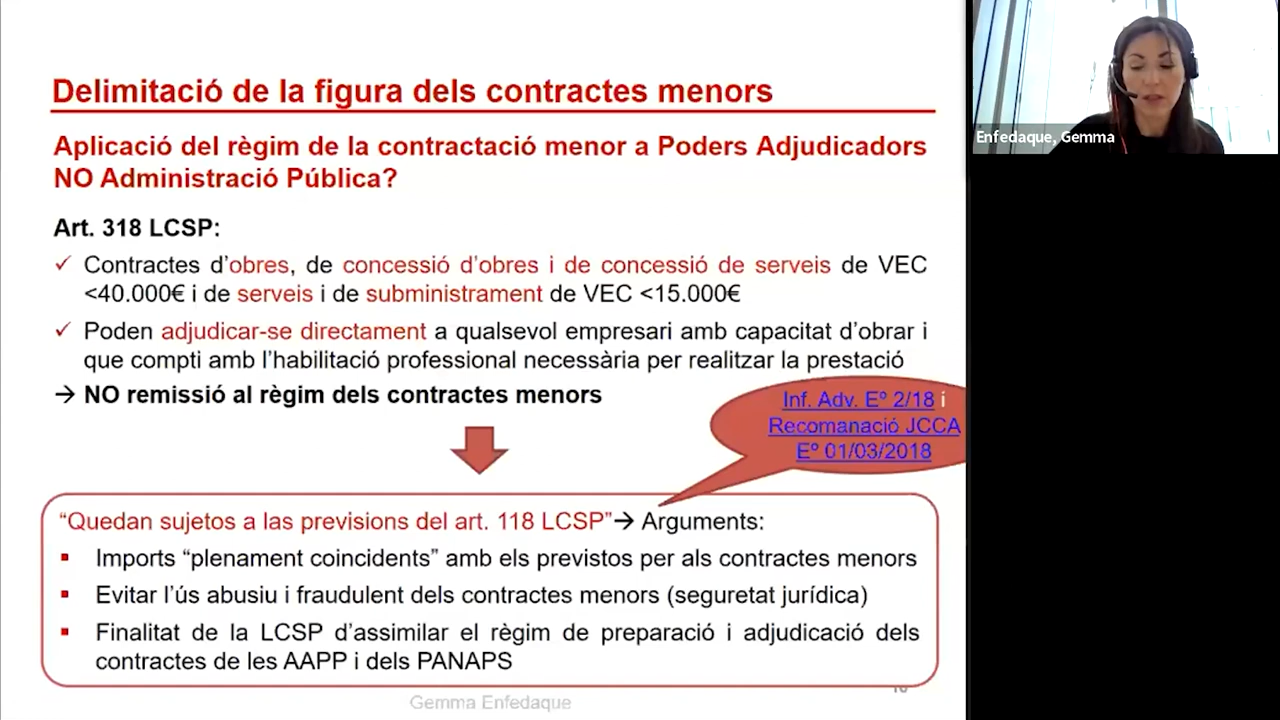 Delimitació de la figura dels contractes menors
Aplicació del règim de la contractació menor a Poders Adjudicadors
NO Administració Pública?
Art. 318 LCSP:
✓ Contractes d’obres, de concessió d’obres i de concessió de serveis de VEC
<40.000€ i de serveis i de subministrament de VEC <15.000€
✓ Poden adjudicar-se directament a qualsevol empresari amb capacitat d’obrar i
que compti amb l’habilitació professional necessària per realitzar la prestació
→ NO remissió al règim dels contractes menors
Inf. Adv. Eº 2/18 i
Recomanació JCCA
Eº 01/03/2018
“Quedan sujetos a las previsions del art. 118 LCSP”→ Arguments:
▪ Imports “plenament coincidents” amb els previstos per als contractes menors
▪ Evitar l’ús abusiu i fraudulent dels contractes menors (seguretat jurídica)
▪ Finalitat de la LCSP d’assimilar el règim de preparació i adjudicació dels
contractes de les AAPP i dels PANAPS
Gemma Enfedaque
Enfedaque, Gemma